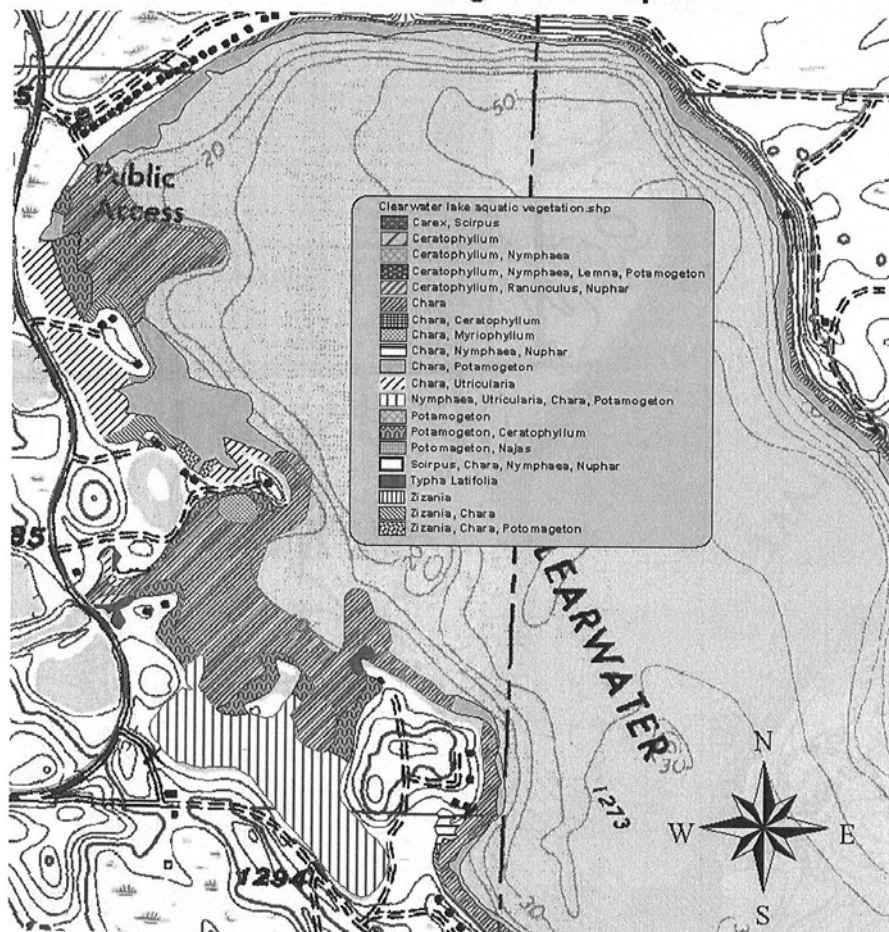 50
20
Public
Access
Clearwater lake aquatic vegetation.shp
Carex, Scirpus
Ceratophyllum
Ceratophyllum, Nymphaea
Ceratophyllum, Nymphaea, Lemna, Potamogeton
Ceratophyllum, Ranunculus, Nuphar
Chara
Chara, Ceratophyllum
Chara, Myriophyllum
Chara, Nymphaea, Nuphar
Chara, Potamogeton
Chara, Utricularia
Nymphaea, Utricularia, Chara, Potamogeton
Potamogeton
Potamogeton, Ceratophyllum
Potomageton, Najas
Scirpus, Chara, Nymphaea, Nuphar
Typha Latifolia
Zizania
Zizania, Chara
Zizania, Chara, Potomageton
85
20
LEARWATER
N
30
1273
W
E
1294
S
30